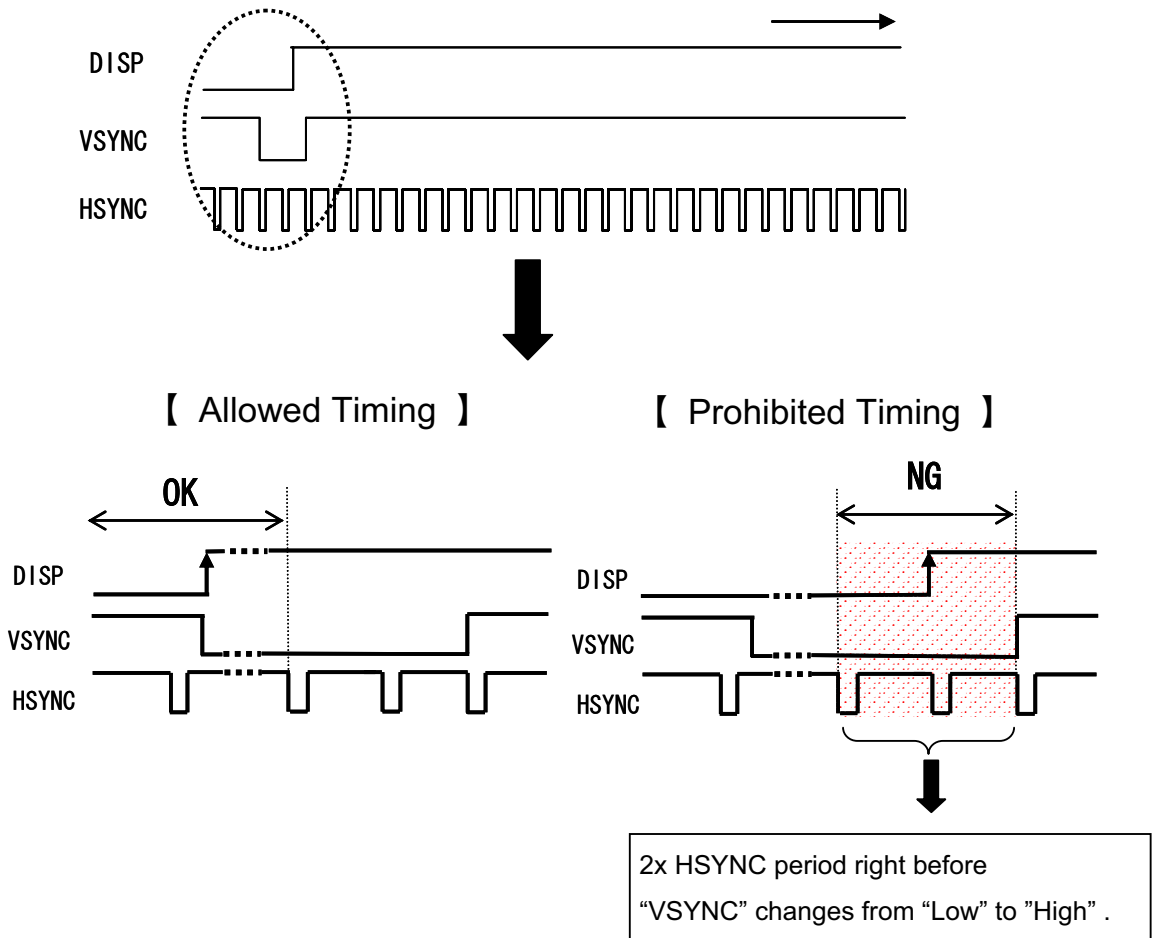 DISP
VSYNC
HSYNC
【 Allowed Timing 】
【 Prohibited Timing 】
OK
DISP
VSYNC
HSYNC
NG
DISP
VSYNC
HSYNC
2x HSYNC period right before
“VSYNC” changes from “Low” to ”High” .